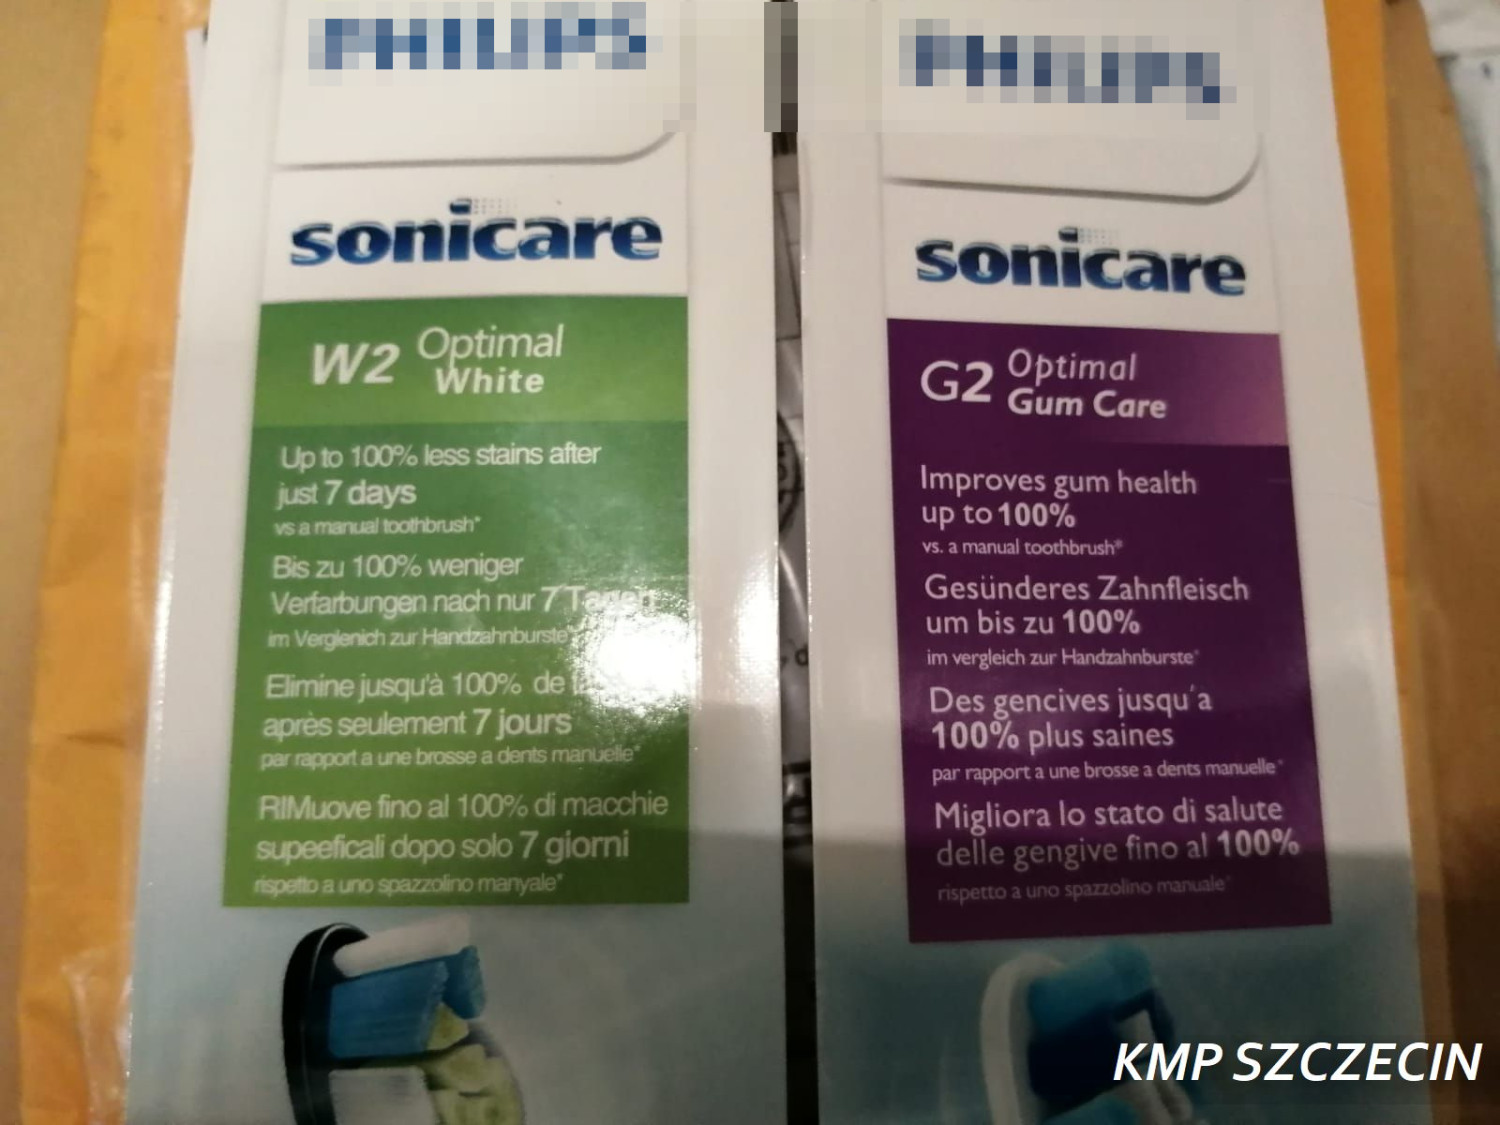 PHILIPS
sonicare
W2 Optimal
White
Up to 100% less stains after
just 7 days
vs a manual toothbrush*
Bis zu 100% weniger
Verfarbungen nach nur 7 Tagen
im Verglenich zur Handzahnburste*
Elimine jusqu'à 100% de
après seulement 7 jours
par rapport a une brosse a dents manuelle*
RIMuove fino al 100% di macchie
supeeficali dopo solo 7 giorni
rispetto a uno spazzolino manyale*
PHILIPS
sonicare
G2 Optimal
Gum Care
Improves gum health
up to 100%
vs. a manual toothbrush*
Gesünderes Zahnfleisch
um bis zu 100%
im vergleich zur Handzahnburste*
Des gencives jusqu'a
100% plus saines
par rapport a une brosse a dents manuelle*
Migliora lo stato di salute
delle gengive fino al 100%
rispetto a uno spazzolino manuale*
KMP SZCZECIN